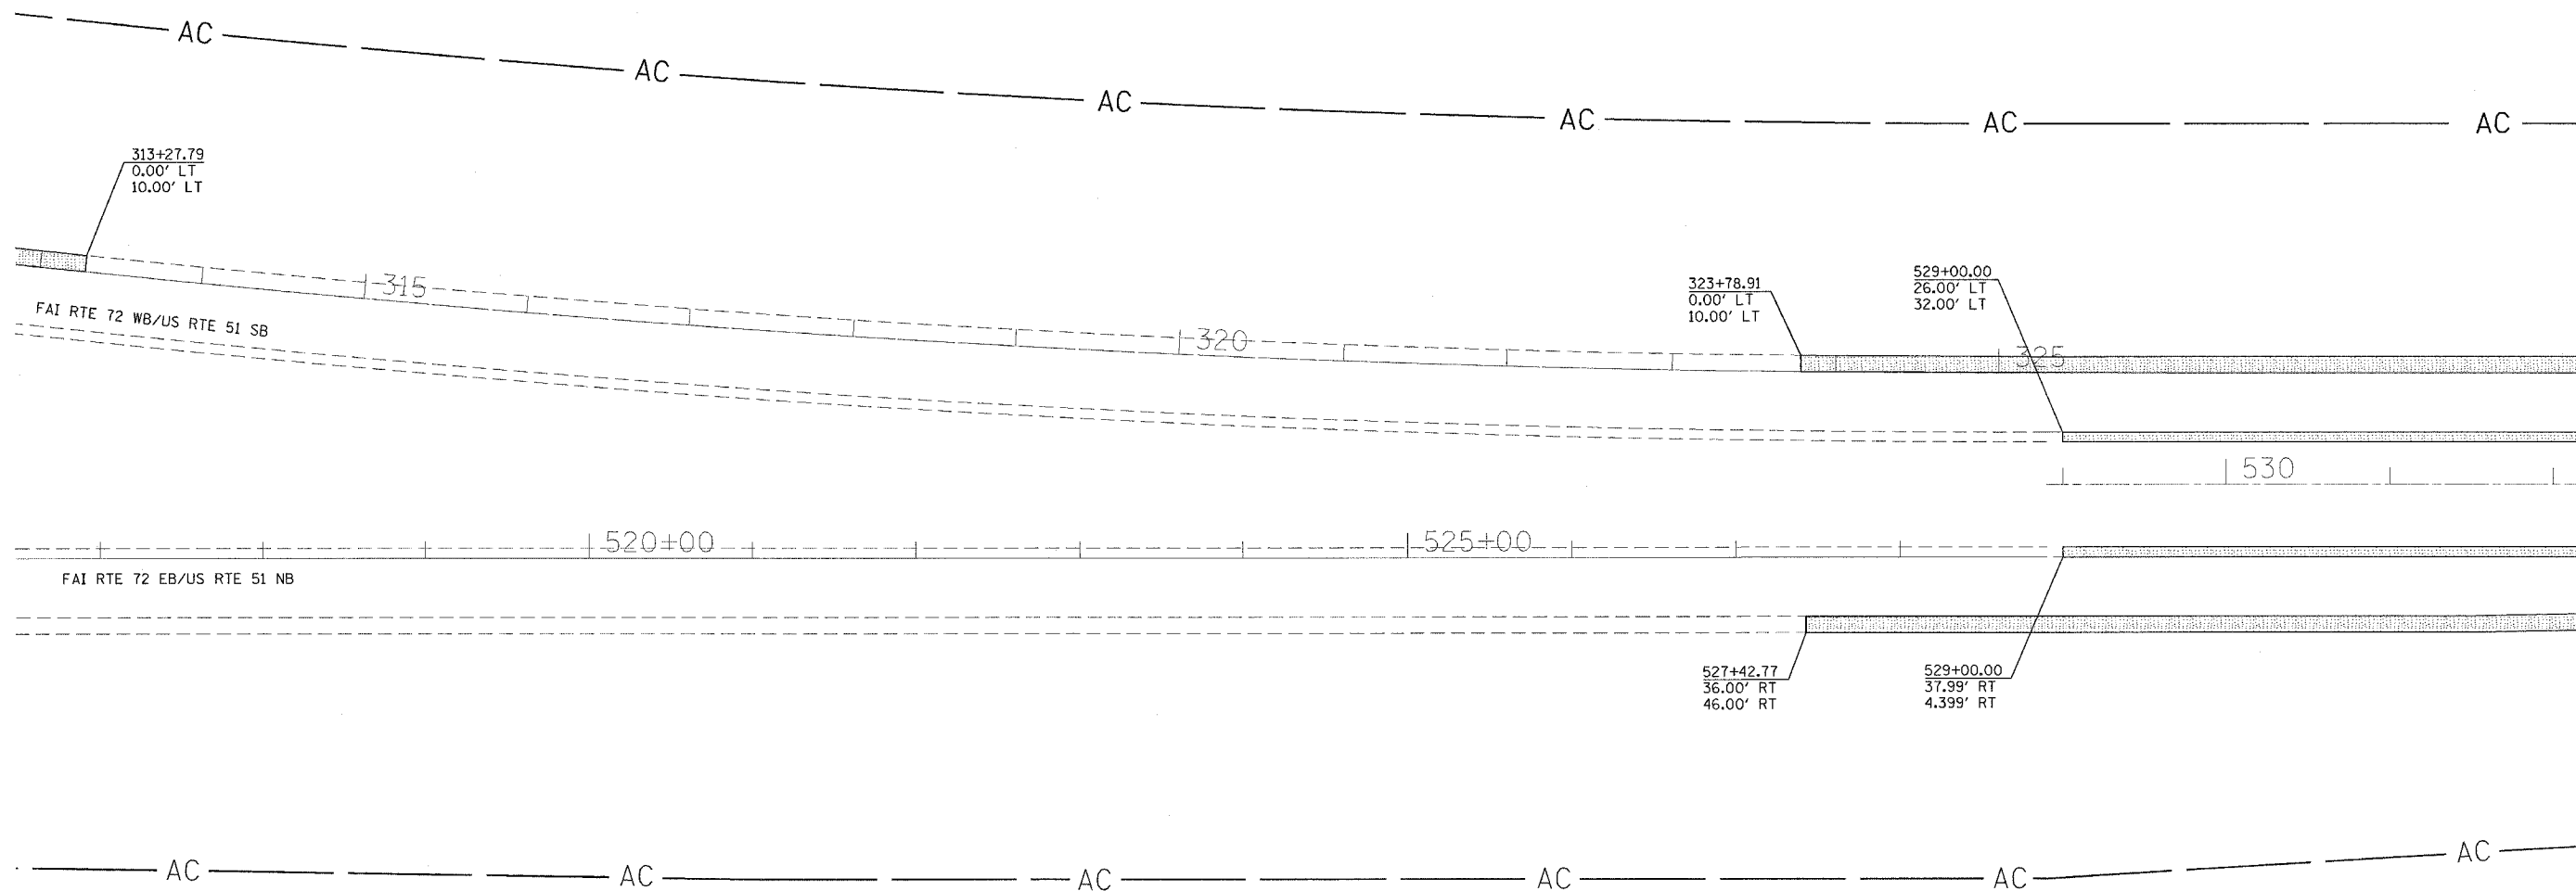 AC
AC
AC
AC
AC
AC
313+27.79
0.00' LT
10.00' LT
315
FAI RTE 72 WB/US RTE 51 SB
320
323+78.91
0.00' LT
10.00' LT
529+00.00
26.00' LT
32.00' LT
325
530
520+00
525+00
FAI RTE 72 EB/US RTE 51 NB
527+42.77
36.00' RT
46.00' RT
529+00.00
37.99' RT
4.399' RT
AC
AC
AC
AC
AC
AC